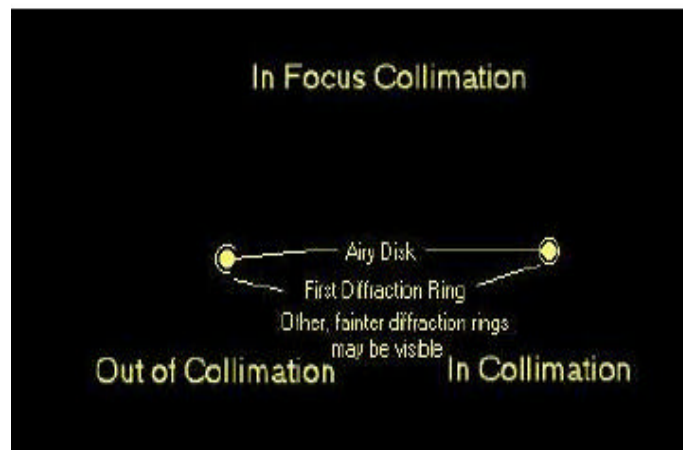 In Focus Collimation
Airy Disk
First Diffraction Ring
Other, fainter diffraction rings
may be visible
Out of Collimation
In Collimation